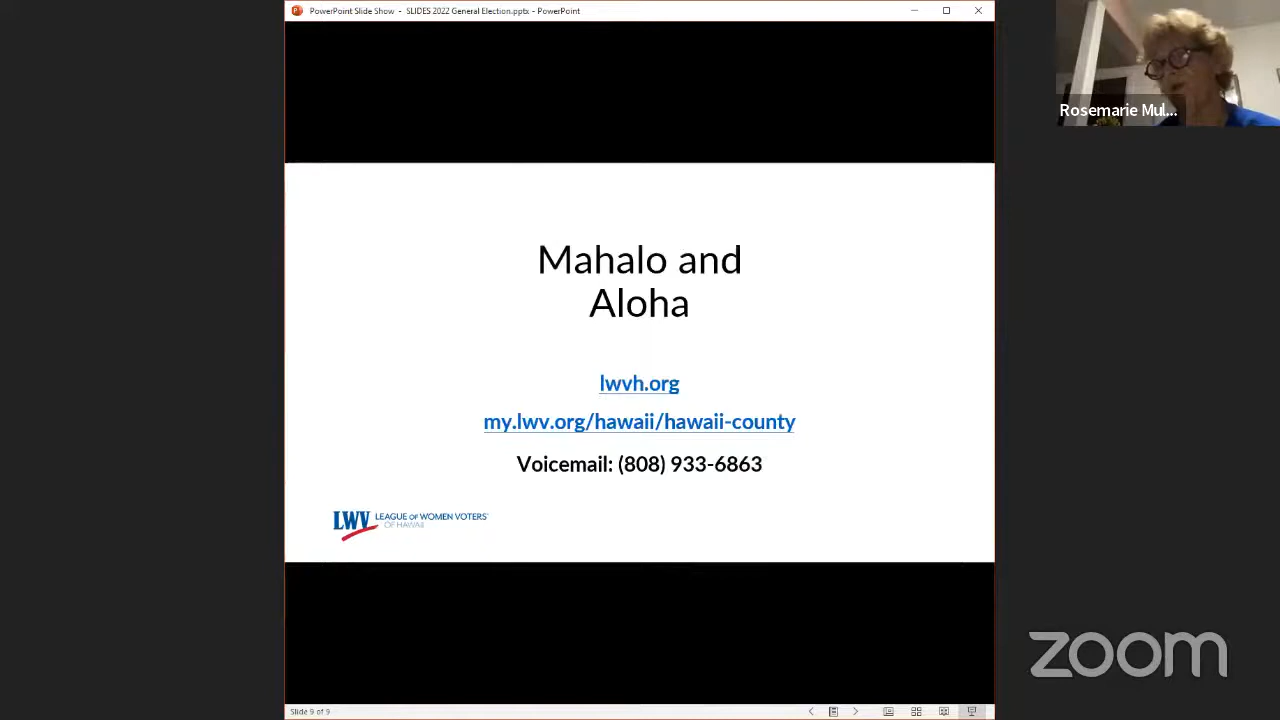 PowerPoint Slide Show - SLIDES 2022 General Election.pptx - PowerPoint
Rosemarie Mul...
Mahalo and
Aloha
lwvh.org
my.lwv.org/hawaii/hawaii-county
Voicemail: (808) 933-6863
LWV LEAGUE OF WOMEN VOTERS®
OF HAWAII
zoom
Slide 9 of 9